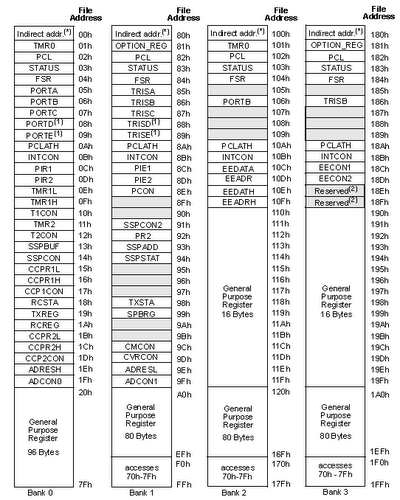 File Address
File Address
File Address
File Address
Indirect addr.(*) 00h
TMR0 01h
PCL 02h
STATUS 03h
FSR 04h
PORTA 05h
PORTB 06h
PORTC 07h
PORTD(1) 08h
PORTE(1) 09h
PCLATH 0Ah
INTCON 0Bh
PIR1 0Ch
PIR2 0Dh
TMR1L 0Eh
TMR1H 0Fh
T1CON 10h
TMR2 11h
T2CON 12h
SSPBUF 13h
SSPCON 14h
CCPR1L 15h
CCPR1H 16h
CCP1CON 17h
RCSTA 18h
TXREG 19h
RCREG 1Ah
CCPR2L 1Bh
CCPR2H 1Ch
CCP2CON 1Dh
ADRESH 1Eh
ADCON0 1Fh
20h
General
Purpose
Register
96 Bytes
7Fh
Bank 0
Indirect addr.(*) 80h
OPTION_REG 81h
PCL 82h
STATUS 83h
FSR 84h
TRISA 85h
TRISB 86h
TRISC 87h
TRISD(1) 88h
TRISE(1) 89h
PCLATH 8Ah
INTCON 8Bh
PIE1 8Ch
PIE2 8Dh
PCON 8Eh
8Fh
90h
SSPCON2 91h
PR2 92h
SSPADD 93h
SSPSTAT 94h
95h
96h
97h
TXSTA 98h
SPBRG 99h
9Ah
9Bh
CMCON 9Ch
CVRCON 9Dh
ADRESL 9Eh
ADCON1 9Fh
A0h
General
Purpose
Register
80 Bytes
EFh
accesses
70h-7Fh
F0h
FFh
Bank 1
Indirect addr.(*) 100h
TMR0 101h
PCL 102h
STATUS 103h
FSR 104h
105h
PORTB 106h
107h
108h
109h
PCLATH 10Ah
INTCON 10Bh
EEDATA 10Ch
EEADR 10Dh
EEDATH 10Eh
EEADRH 10Fh
110h
111h
112h
113h
114h
115h
116h
117h
118h
119h
11Ah
11Bh
11Ch
11Dh
11Eh
11Fh
General
Purpose
Register
16 Bytes
120h
General
Purpose
Register
80 Bytes
16Fh
accesses
70h-7Fh
170h
17Fh
Bank 2
Indirect addr.(*) 180h
OPTION_REG 181h
PCL 182h
STATUS 183h
FSR 184h
185h
TRISB 186h
187h
188h
189h
PCLATH 18Ah
INTCON 18Bh
EECON1 18Ch
EECON2 18Dh
Reserved(2) 18Eh
Reserved(2) 18Fh
190h
191h
192h
193h
194h
195h
196h
197h
198h
199h
19Ah
19Bh
19Ch
19Dh
19Eh
19Fh
General
Purpose
Register
16 Bytes
1A0h
General
Purpose
Register
80 Bytes
1EFh
accesses
70h - 7Fh
1F0h
1FFh
Bank 3